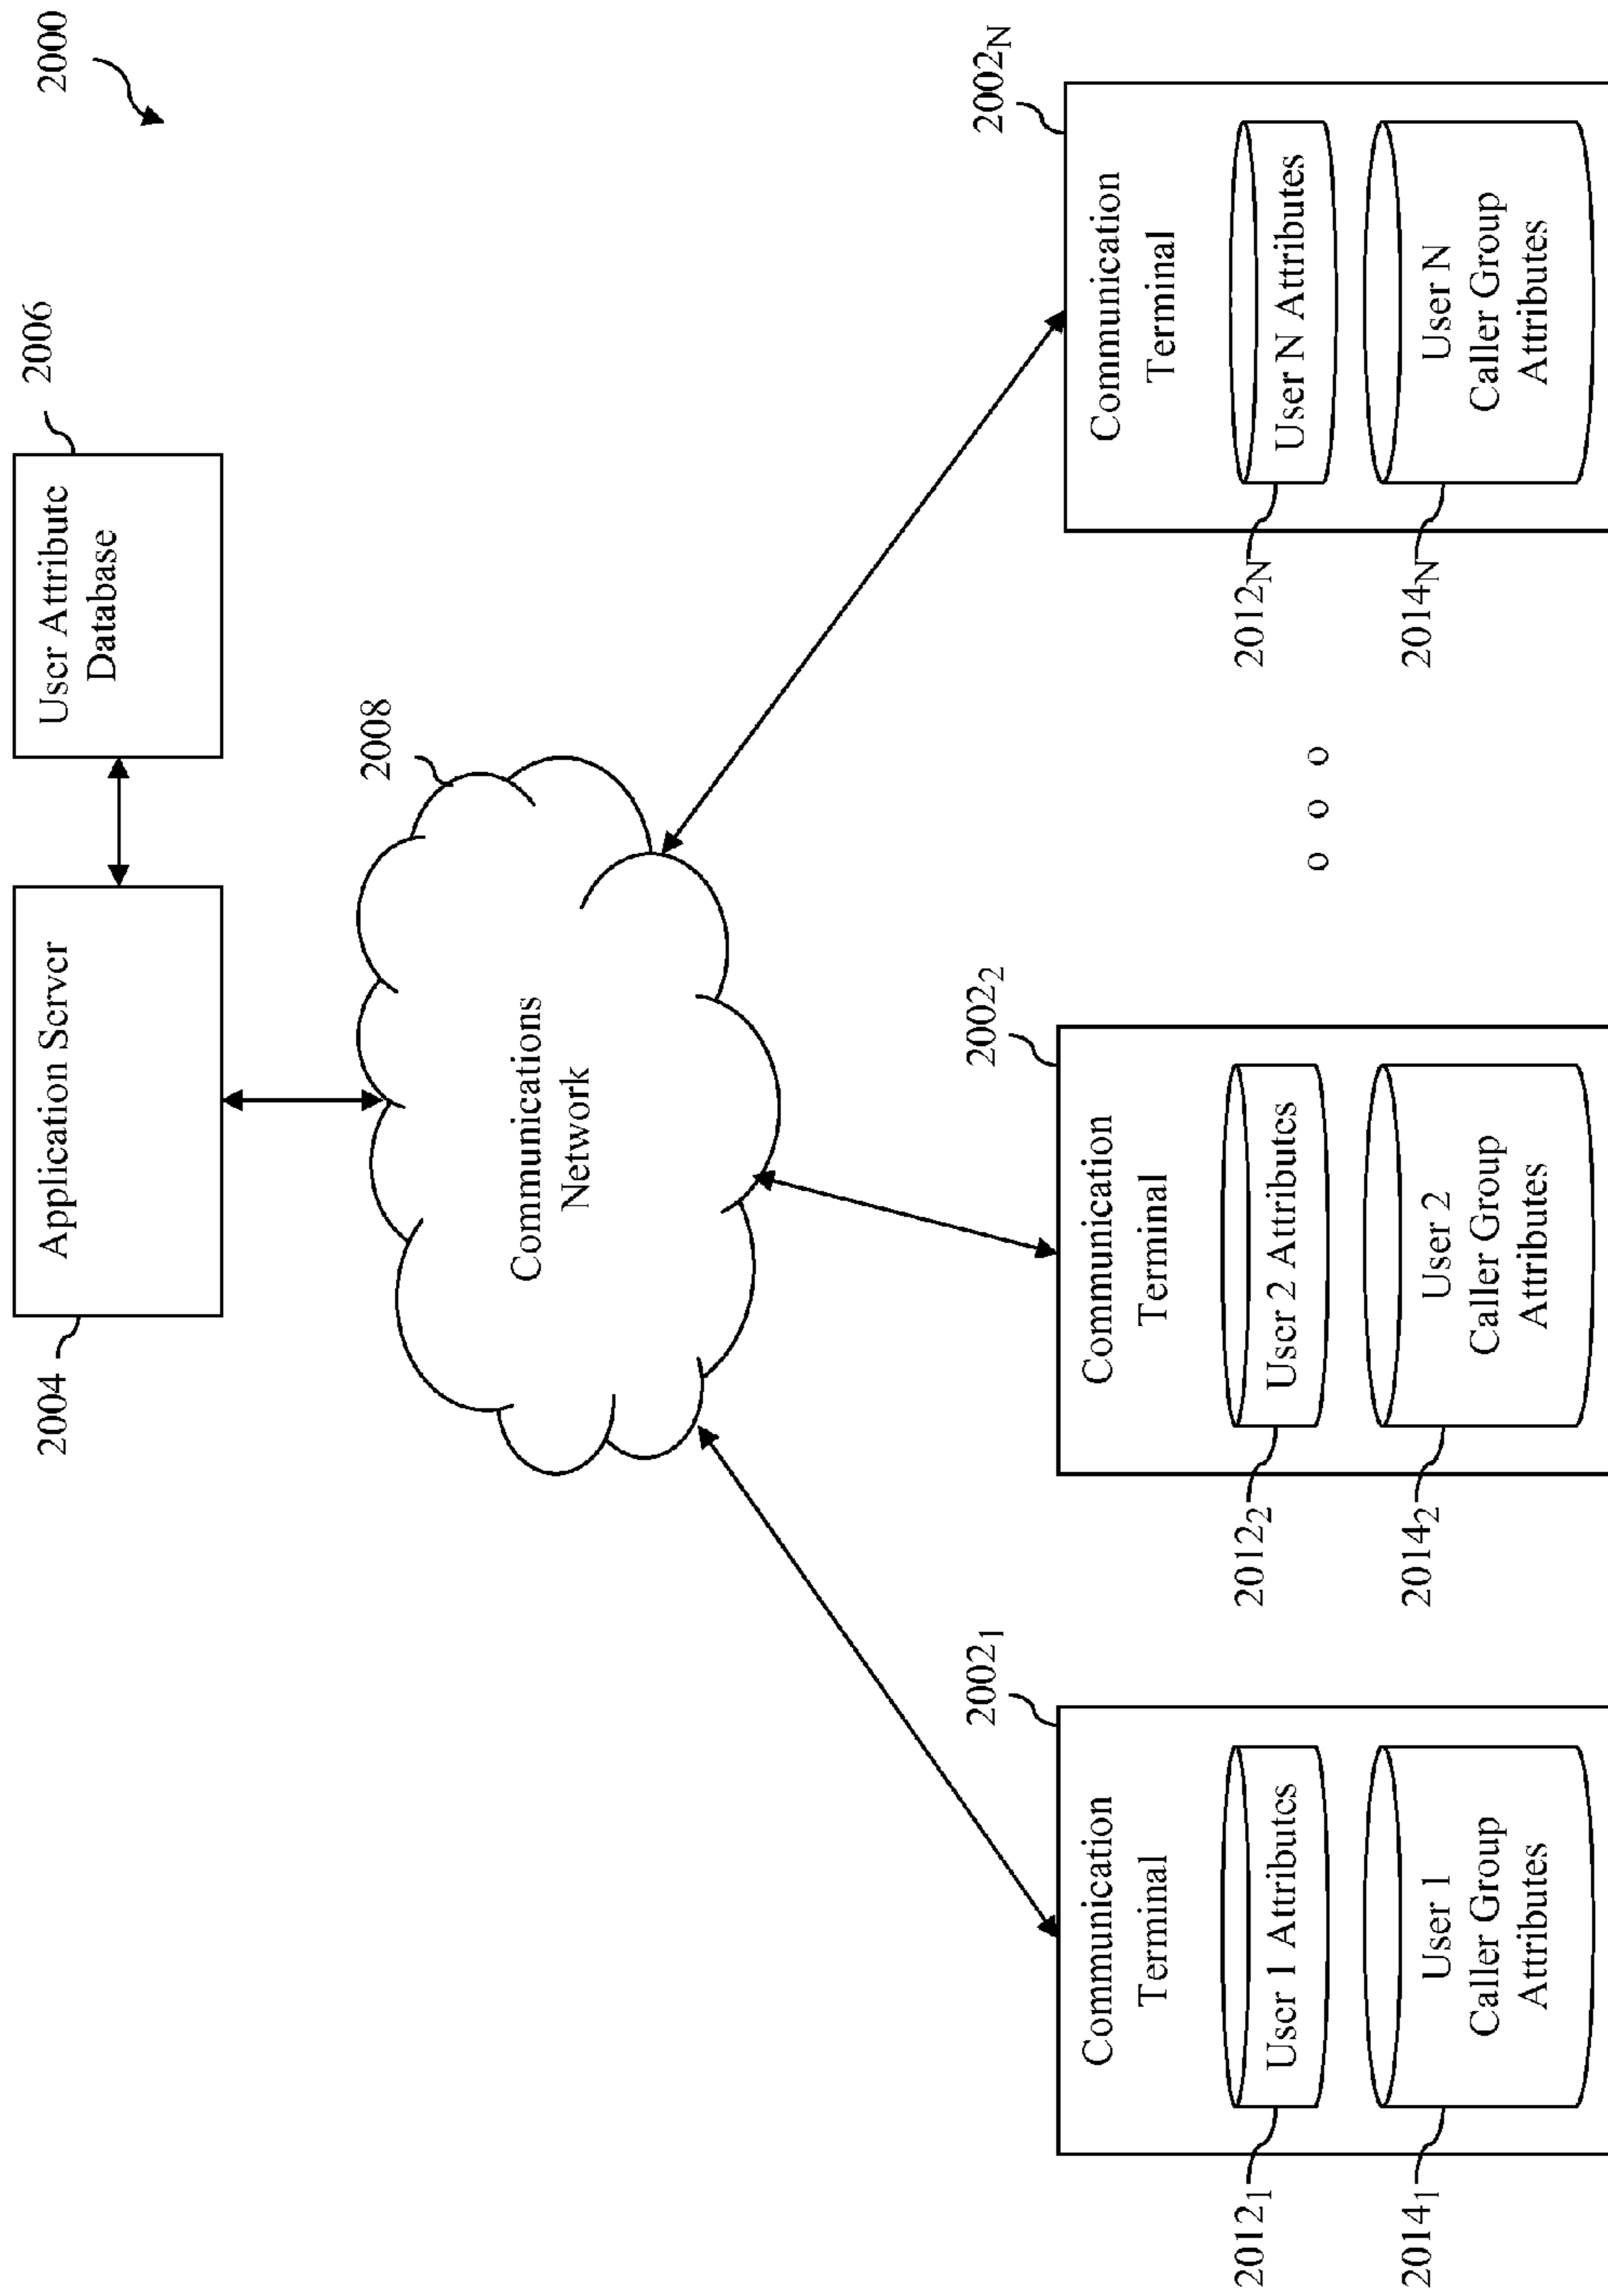 2000
2004
Application Server
User Attribute
Database
2006
2008
Communications
Network
2002₁
Communication
Terminal
2012₁
User 1 Attributes
2014₁
User 1
Caller Group
Attributes
2002₂
Communication
Terminal
2012₂
User 2 Attributes
2014₂
User 2
Caller Group
Attributes
o o o
2002N
Communication
Terminal
2012N
User N Attributes
2014N
User N
Caller Group
Attributes